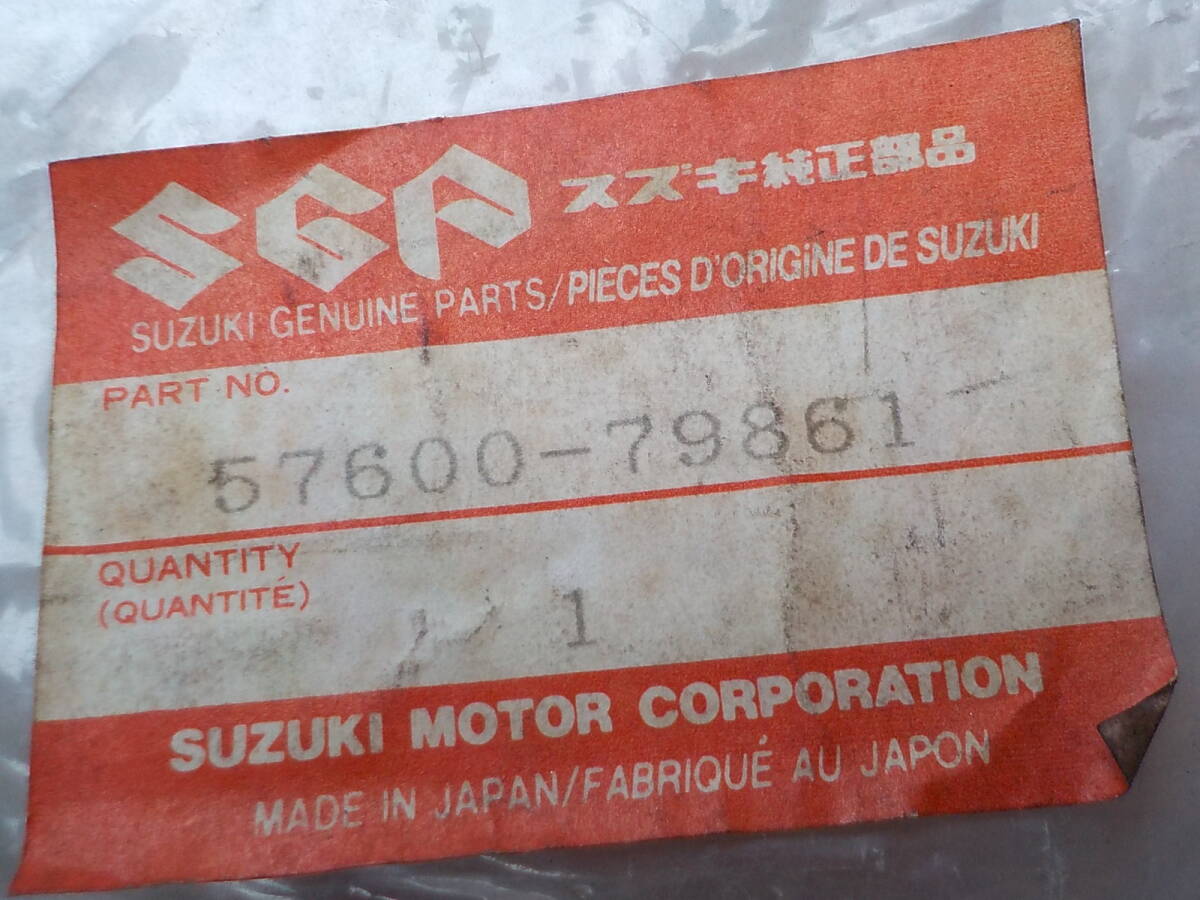 SGP スズキ純正部品
SUZUKI GENUINE PARTS/PIECES D'ORIGiNE DE SUZUKI
PART NO.
57600-79861
QUANTITY
(QUANTITÉ)
1
SUZUKI MOTOR CORPORATION
MADE IN JAPAN/FABRIQUÉ AU JAPON